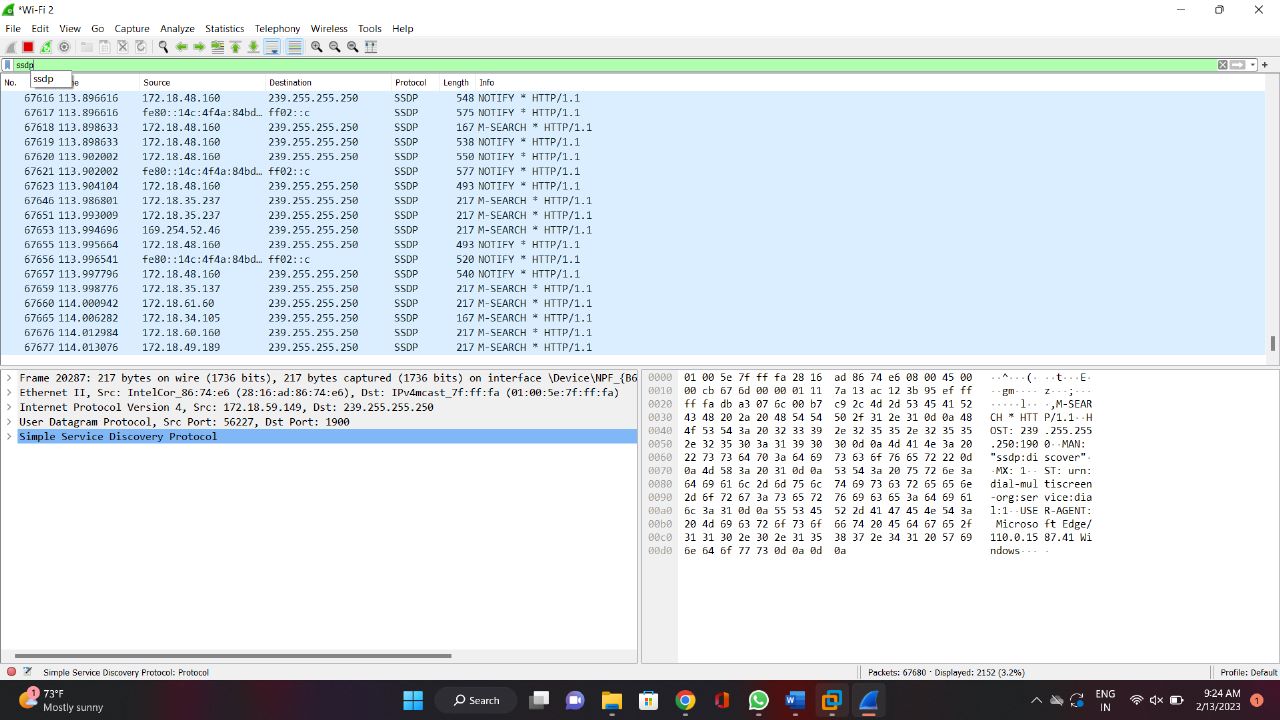 *Wi-Fi 2
File Edit View Go Capture Analyze Statistics Telephony Wireless Tools Help
ssdp
ssdp
No. Source Destination Protocol Length Info
67616 113.896616 172.18.48.160 239.255.255.250 SSDP 548 NOTIFY * HTTP/1.1
67617 113.896616 fe80::14c:4f4a:84bd… ff02::c SSDP 575 NOTIFY * HTTP/1.1
67618 113.898633 172.18.48.160 239.255.255.250 SSDP 167 M-SEARCH * HTTP/1.1
67619 113.898633 172.18.48.160 239.255.255.250 SSDP 538 NOTIFY * HTTP/1.1
67620 113.902002 172.18.48.160 239.255.255.250 SSDP 550 NOTIFY * HTTP/1.1
67621 113.902002 fe80::14c:4f4a:84bd… ff02::c SSDP 577 NOTIFY * HTTP/1.1
67623 113.904104 172.18.48.160 239.255.255.250 SSDP 493 NOTIFY * HTTP/1.1
67646 113.986801 172.18.35.237 239.255.255.250 SSDP 217 M-SEARCH * HTTP/1.1
67651 113.993009 172.18.35.237 239.255.255.250 SSDP 217 M-SEARCH * HTTP/1.1
67653 113.994696 169.254.52.46 239.255.255.250 SSDP 217 M-SEARCH * HTTP/1.1
67655 113.995664 172.18.48.160 239.255.255.250 SSDP 493 NOTIFY * HTTP/1.1
67656 113.996541 fe80::14c:4f4a:84bd… ff02::c SSDP 520 NOTIFY * HTTP/1.1
67657 113.997796 172.18.48.160 239.255.255.250 SSDP 540 NOTIFY * HTTP/1.1
67659 113.998776 172.18.35.137 239.255.255.250 SSDP 217 M-SEARCH * HTTP/1.1
67660 114.000942 172.18.61.60 239.255.255.250 SSDP 217 M-SEARCH * HTTP/1.1
67665 114.006282 172.18.34.105 239.255.255.250 SSDP 167 M-SEARCH * HTTP/1.1
67676 114.012984 172.18.60.160 239.255.255.250 SSDP 217 M-SEARCH * HTTP/1.1
67677 114.013076 172.18.49.189 239.255.255.250 SSDP 217 M-SEARCH * HTTP/1.1
Frame 20287: 217 bytes on wire (1736 bits), 217 bytes captured (1736 bits) on interface \Device\NPF_{B6
Ethernet II, Src: IntelCor_86:74:e6 (28:16:ad:86:74:e6), Dst: IPv4mcast_7f:ff:fa (01:00:5e:7f:ff:fa)
Internet Protocol Version 4, Src: 172.18.59.149, Dst: 239.255.255.250
User Datagram Protocol, Src Port: 56227, Dst Port: 1900
Simple Service Discovery Protocol
0000 01 00 5e 7f ff fa 28 16 ad 86 74 e6 08 00 45 00 ··^···(· ··t···E·
0010 00 cb 67 6d 00 00 01 11 7a 13 ac 12 3b 95 ef ff ··gm···· z···;···
0020 ff fa db a3 07 6c 00 b7 c9 2c 4d 2d 53 45 41 52 ·····l·· ·,M-SEAR
0030 43 48 20 2a 20 48 54 54 50 2f 31 2e 31 0d 0a 48 CH * HTT P/1.1··H
0040 4f 53 54 3a 20 32 33 39 2e 32 35 35 2e 32 35 35 OST: 239 .255.255
0050 2e 32 35 30 3a 31 39 30 30 0d 0a 4d 41 4e 3a 20 .250:190 0··MAN:
0060 22 73 73 64 70 3a 64 69 73 63 6f 76 65 72 22 0d "ssdp:di scover"·
0070 0a 4d 58 3a 20 31 0d 0a 53 54 3a 20 75 72 6e 3a ·MX: 1·· ST: urn:
0080 64 69 61 6c 2d 6d 75 6c 74 69 73 63 72 65 65 6e dial-mul tiscreen
0090 2d 6f 72 67 3a 73 65 72 76 69 63 65 3a 64 69 61 -org:ser vice:dia
00a0 6c 3a 31 0d 0a 55 53 45 52 2d 41 47 45 4e 54 3a l:1··USE R-AGENT:
00b0 20 4d 69 63 72 6f 73 6f 66 74 20 45 64 67 65 2f Microso ft Edge/
00c0 31 31 30 2e 30 2e 31 35 38 37 2e 34 31 20 57 69 110.0.15 87.41 Wi
00d0 6e 64 6f 77 73 0d 0a 0d 0a ndows··· ·
Simple Service Discovery Protocol: Protocol Packets: 67680 · Displayed: 2152 (3.2%) Profile: Default
1 73°F
Mostly sunny
Search
ENG
IN
9:24 AM
2/13/2023
1